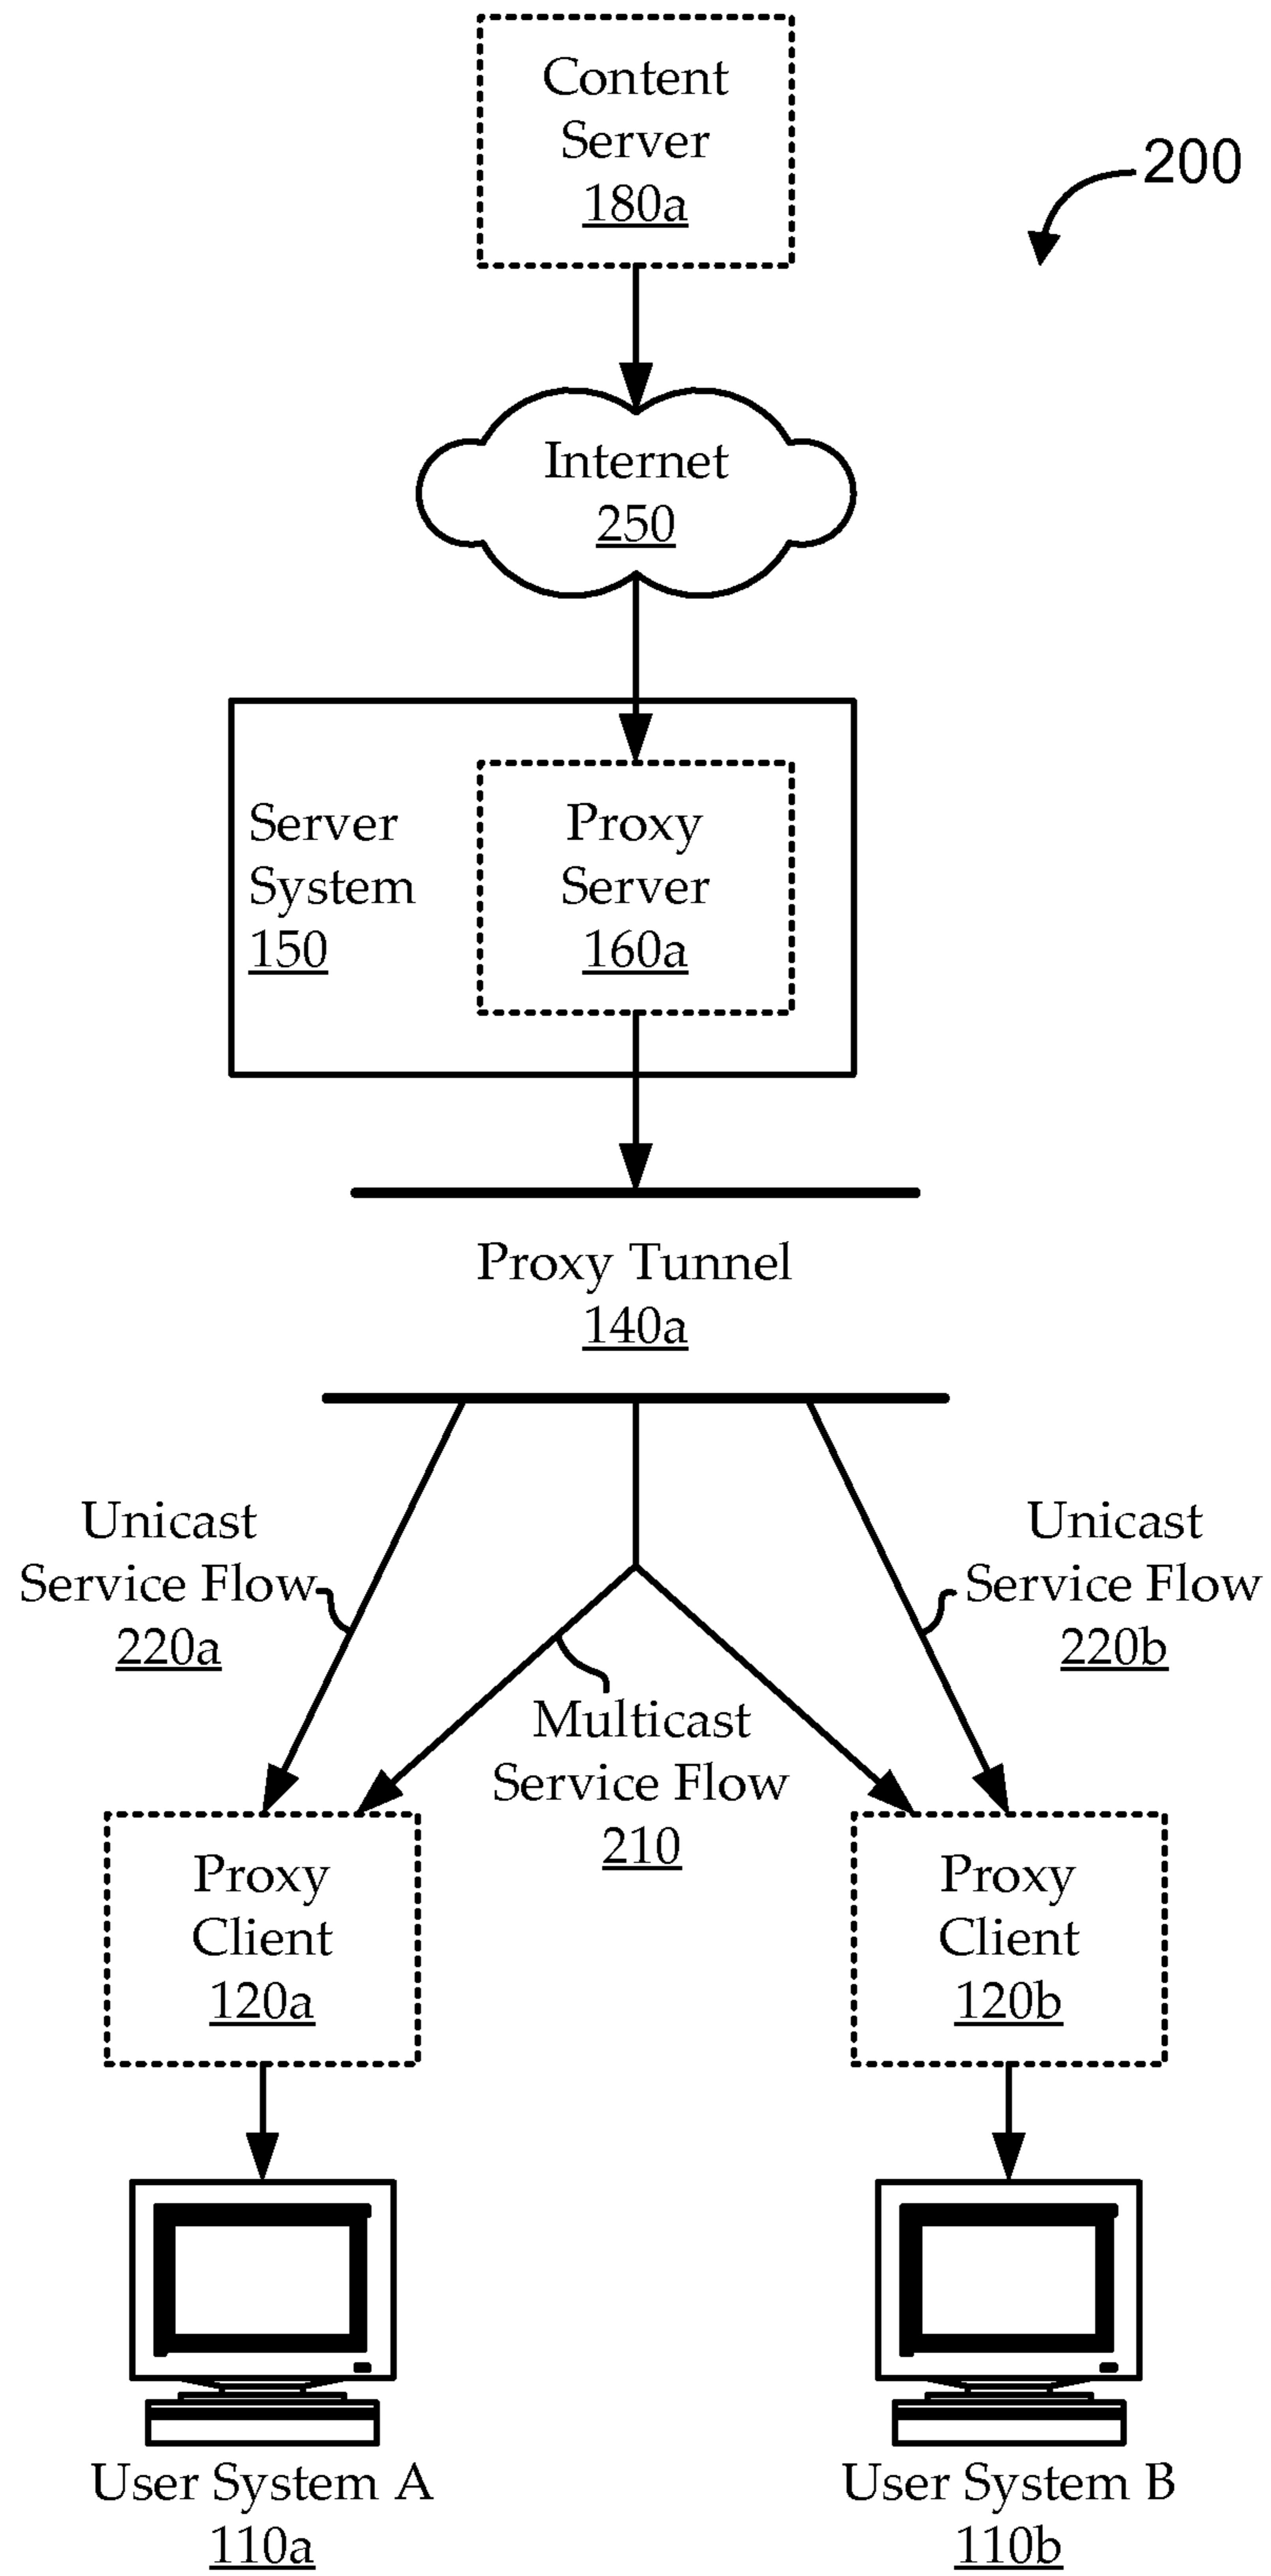 Content
Server
180a
200
Internet
250
Server
System
150
Proxy
Server
160a
Proxy Tunnel
140a
Unicast
Service Flow
220a
Unicast
Service Flow
220b
Multicast
Service Flow
210
Proxy
Client
120a
Proxy
Client
120b
User System A
110a
User System B
110b